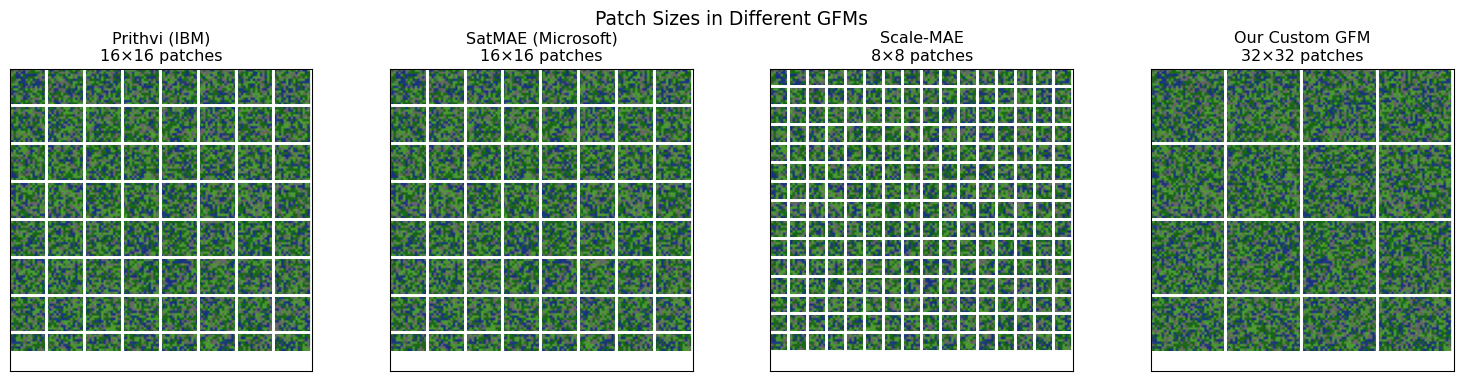 Patch Sizes in Different GFMs
Prithvi (IBM)
16×16 patches
SatMAE (Microsoft)
16×16 patches
Scale-MAE
8×8 patches
Our Custom GFM
32×32 patches